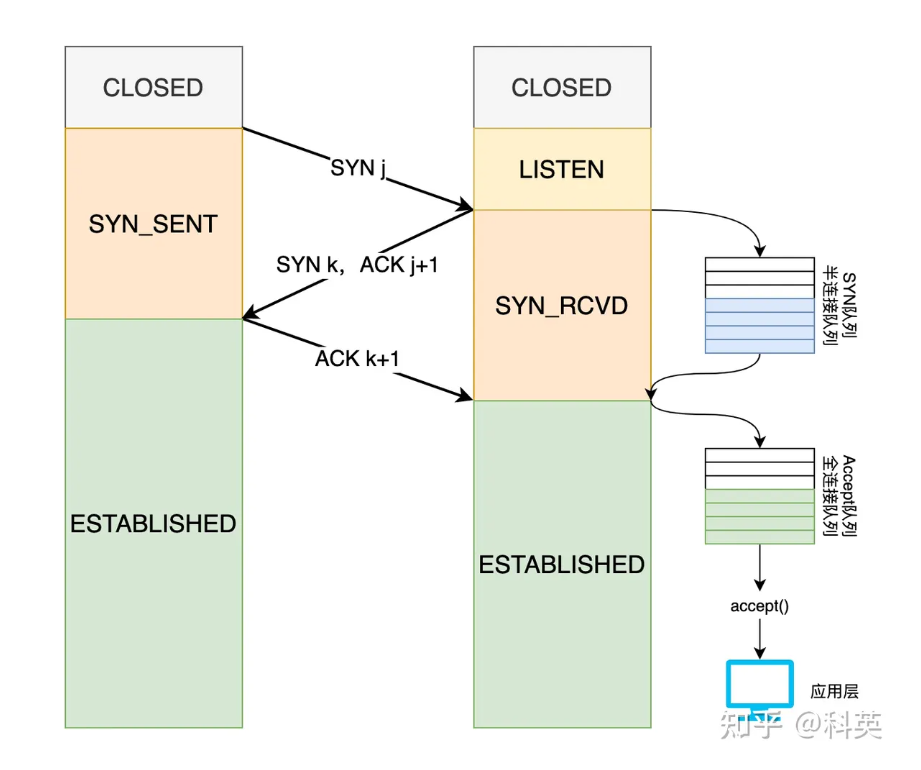 CLOSED
CLOSED
SYN j
LISTEN
SYN_SENT
SYN k, ACK j+1
SYN_RCVD
SYN队列
半连接队列
ACK k+1
Accept队列
全连接队列
ESTABLISHED
ESTABLISHED
accept()
应用层
知乎 @科英